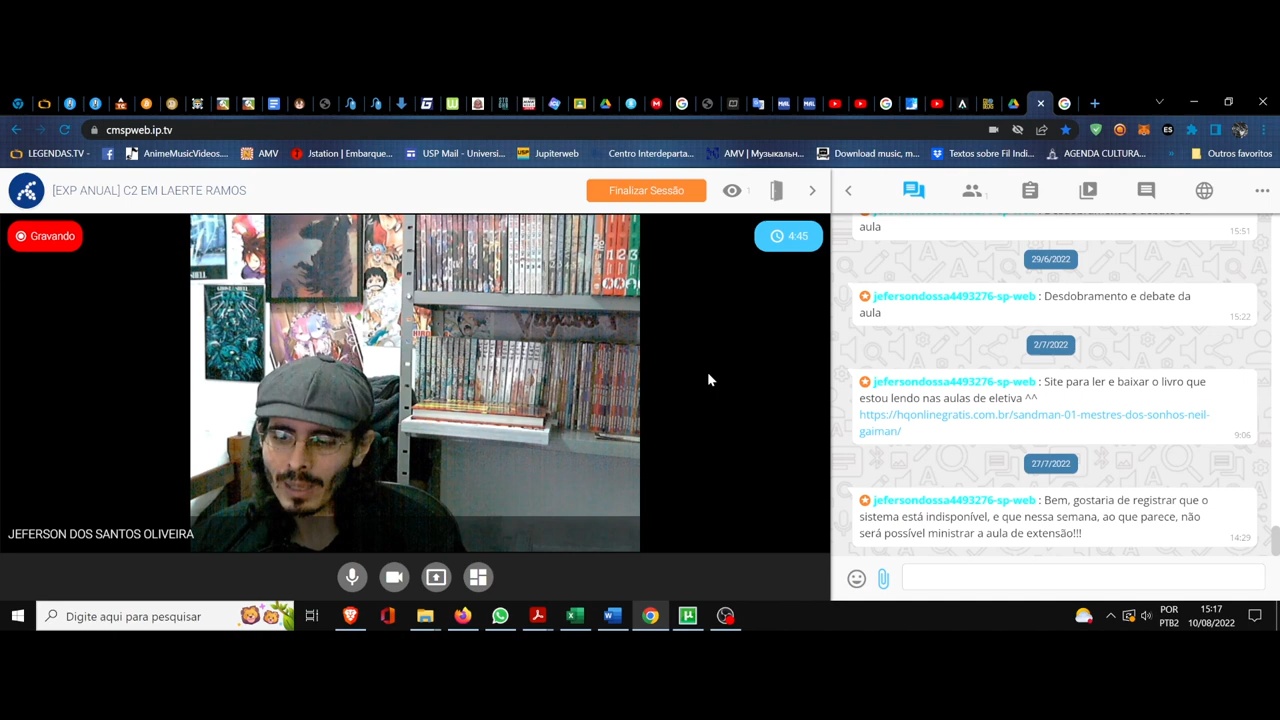 cmspweb.ip.tv
LEGENDAS.TV -
AnimeMusicVideos....
AMV
Jstation | Embarque...
USP Mail - Universi...
Jupiterweb
Centro Interdeparta...
AMV | Музыкальн...
Download music, m...
Textos sobre Fil Indi...
AGENDA CULTURA...
»
Outros favoritos
[EXP ANUAL] C2 EM LAERTE RAMOS
Finalizar Sessão
1
1
Gravando
4:45
JEFERSON DOS SANTOS OLIVEIRA
aula
15:51
29/6/2022
jefersondossa4493276-sp-web : Desdobramento e debate da
aula
15:22
2/7/2022
jefersondossa4493276-sp-web : Site para ler e baixar o livro que
estou lendo nas aulas de eletiva ^^
https://hqonlinegratis.com.br/sandman-01-mestres-dos-sonhos-neil-
gaiman/
9:06
27/7/2022
jefersondossa4493276-sp-web : Bem, gostaria de registrar que o
sistema está indisponível, e que nessa semana, ao que parece, não
será possível ministrar a aula de extensão!!!
14:29
Digite aqui para pesquisar
POR
PTB2
15:17
10/08/2022